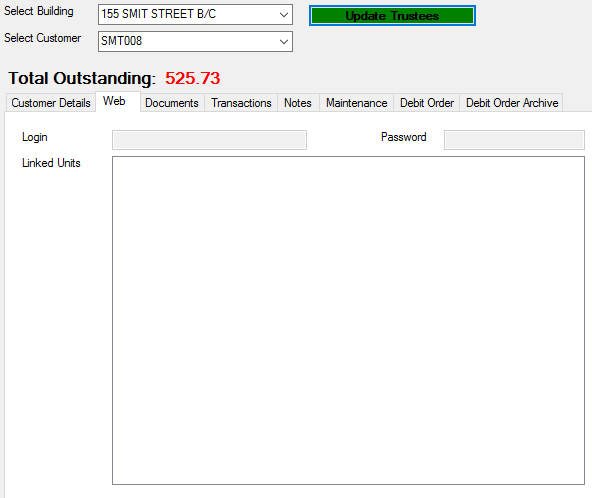 Select Building 155 SMIT STREET B/C Update Trustees
Select Customer SMT008
Total Outstanding: 525.73
Customer Details Web Documents Transactions Notes Maintenance Debit Order Debit Order Archive
Login Password
Linked Units